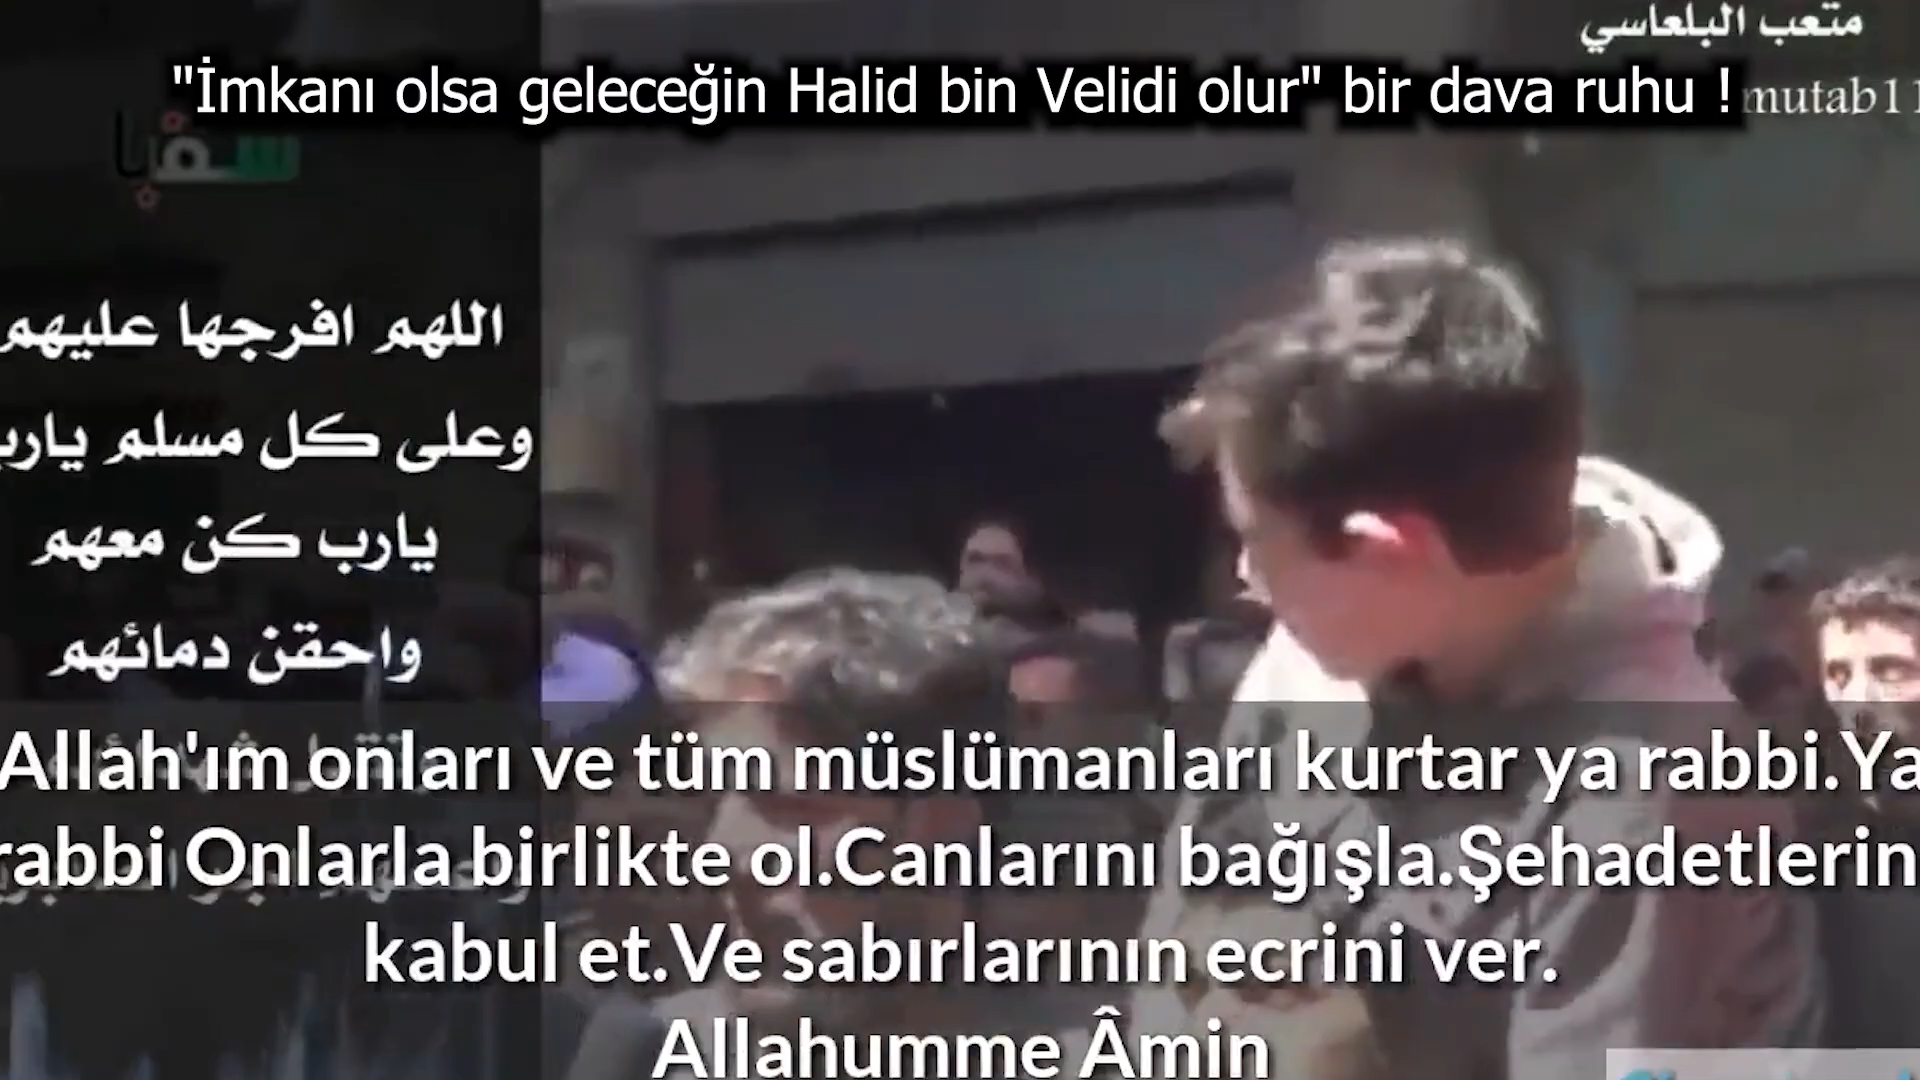 متعب البلعاسي
"İmkanı olsa geleceğin Halid bin Velidi olur" bir dava ruhu !
mutab11
اللهم افرجها عليهم
وعلى كل مسلم يارب
يارب كن معهم
واحقن دمائهم
Allah'ım onları ve tüm müslümanları kurtar ya rabbi.Ya
rabbi Onlarla birlikte ol.Canlarını bağışla.Şehadetlerin
kabul et.Ve sabırlarının ecrini ver.
Allahumme Âmin